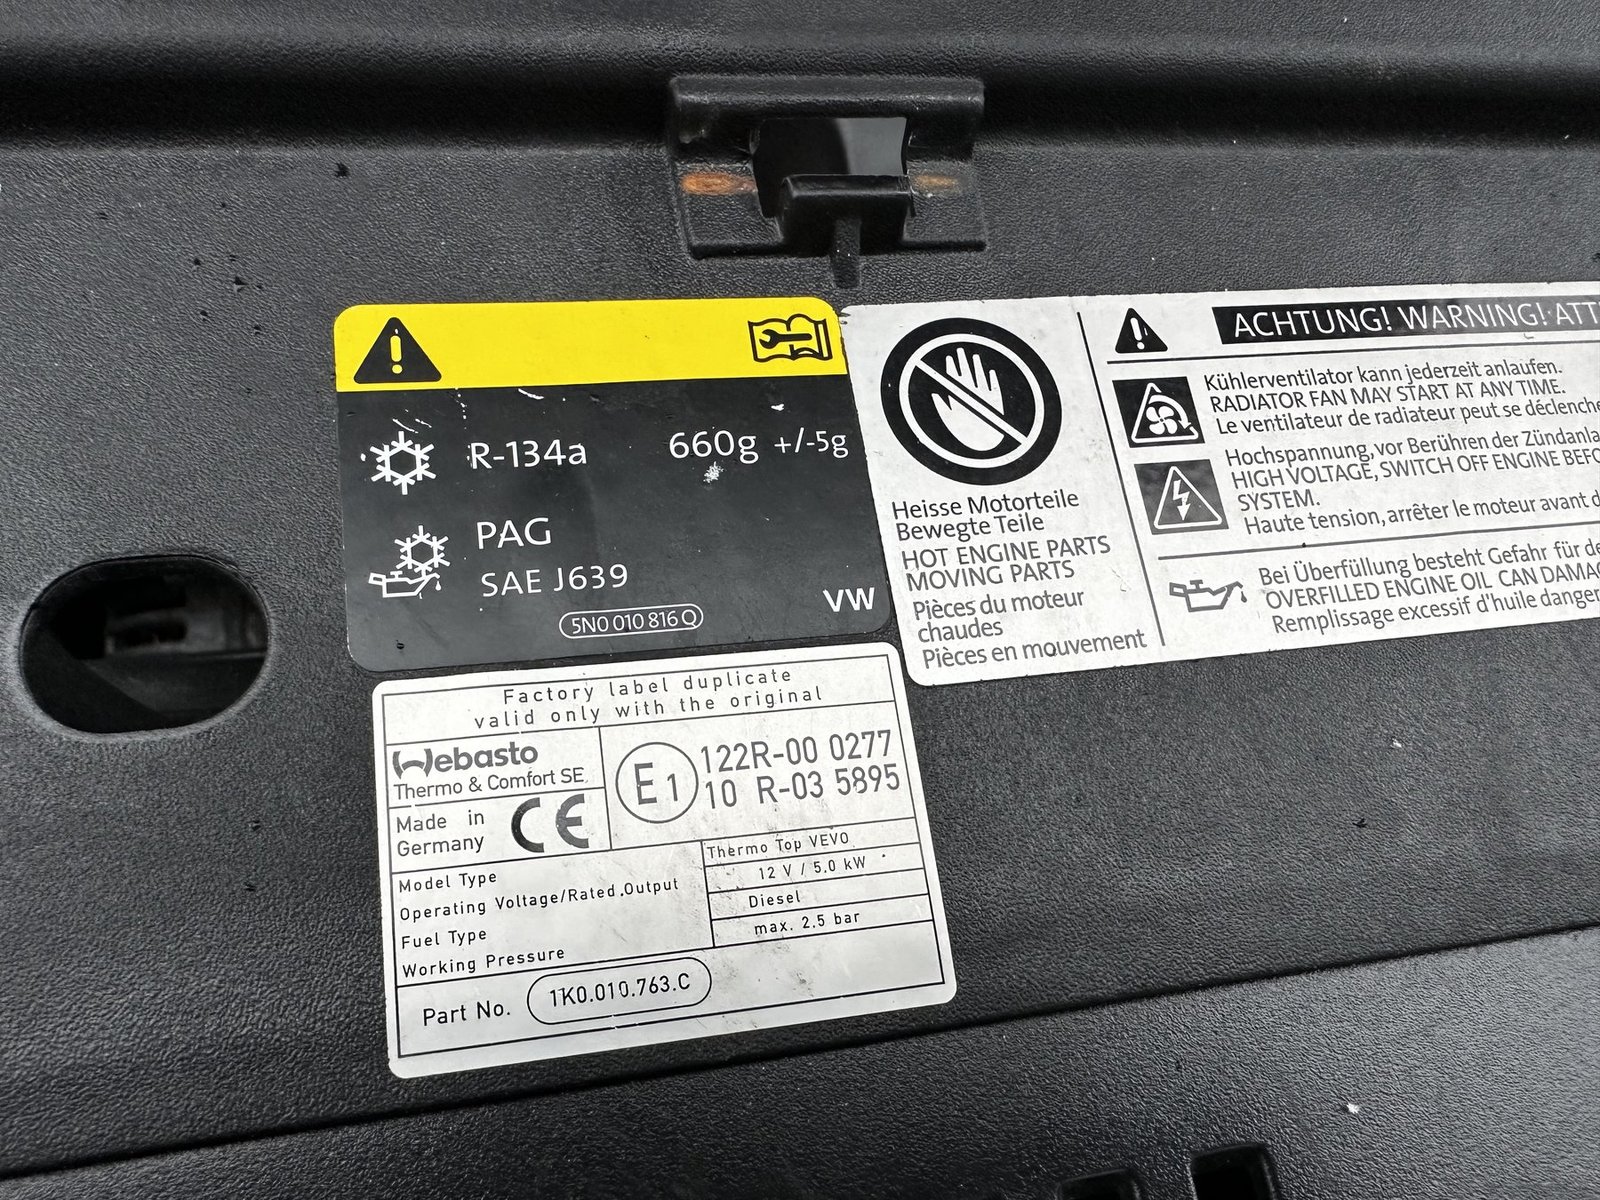 R-134a 660g +/-5g
PAG
SAE J639
5N0 010 816 Q
VW
Heisse Motorteile
Bewegte Teile
HOT ENGINE PARTS
MOVING PARTS
Pièces du moteur
chaudes
Pièces en mouvement
ACHTUNG! WARNING!
Kühlerventilator kann jederzeit anlaufen.
RADIATOR FAN MAY START AT ANY TIME.
Le ventilateur de radiateur peut se
Hochspannung, vor Berühren der
HIGH VOLTAGE, SWITCH OFF ENGINE
SYSTEM.
Haute tension, arrêter le moteur avant
Bei Überfüllung besteht Gefahr für
OVERFILLED ENGINE OIL CAN
Remplissage excessif d'huile
Factory label duplicate
valid only with the original
Webasto
Thermo & Comfort SE
Made in
Germany
CE
E1
122R-00 0277
10 R-03 5895
Model Type Thermo Top VEVO
Operating Voltage/Rated Output 12 V / 5.0 kW
Fuel Type Diesel
Working Pressure max. 2.5 bar
Part No. 1K0.010.763.C